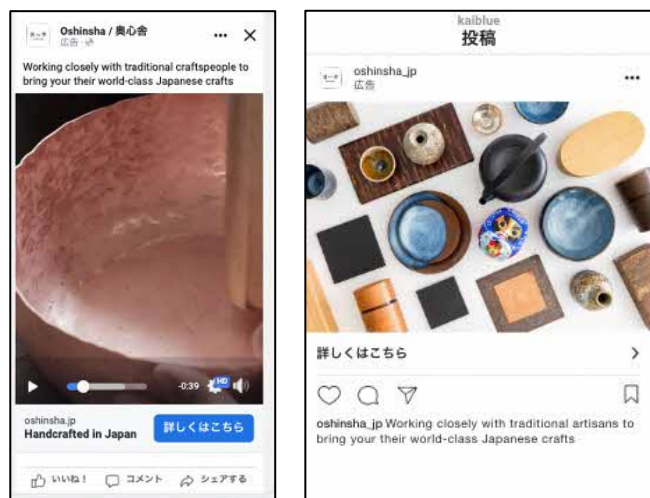 Oshinsha / 奥心舎
広告
Working closely with traditional craftspeople to
bring your their world-class Japanese crafts
-0:39
HD
oshinsha.jp
Handcrafted in Japan
詳しくはこちら
いいね！
コメント
シェアする
kaiblue
投稿
oshinsha_jp
広告
詳しくはこちら
oshinsha_jp Working closely with traditional artisans to
bring your their world-class Japanese crafts